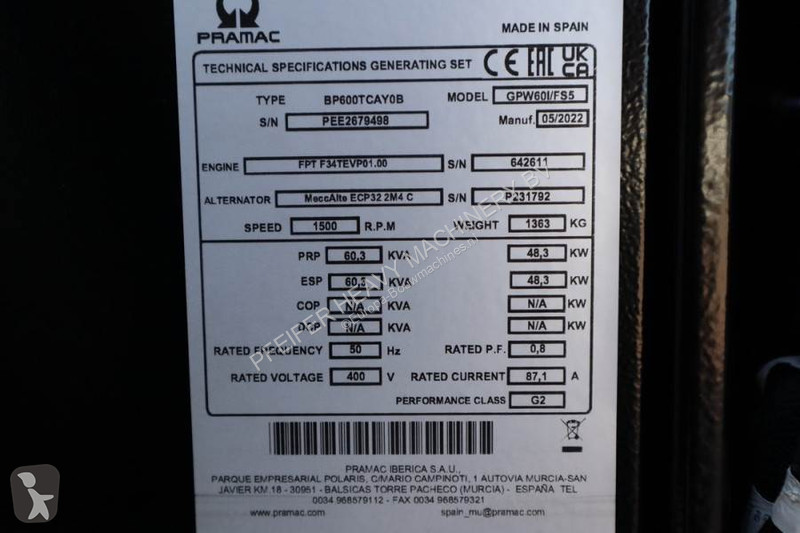 PRAMAC
MADE IN SPAIN
TECHNICAL SPECIFICATIONS GENERATING SET CE EAC UK CA
TYPE BP600TCAY0B MODEL GPW60I/FS5
S/N PEE2679498 Manuf. 05/2022
ENGINE FPT F34TEVP01.00 S/N 642611
ALTERNATOR MeccAlte ECP32 2M4 C S/N P231792
SPEED 1500 R.P.M WEIGHT 1363 KG
PRP 60,3 KVA 48,3 KW
ESP 60,3 KVA 48,3 KW
COP N/A KVA N/A KW
DCP N/A KVA N/A KW
RATED FREQUENCY 50 Hz RATED P.F. 0,8
RATED VOLTAGE 400 V RATED CURRENT 87,1 A
PERFORMANCE CLASS G2
PFEIFER HEAVY MACHINERY BV
PRAMAC IBERICA S.A.U.,
PARQUE EMPRESARIAL POLARIS, C/MARIO CAMPINOTI, 1 AUTOVIA MURCIA-SAN
JAVIER KM.18 - 30591 - BALSICAS TORRE PACHECO (MURCIA) - ESPAÑA TEL
0034 968579112 - FAX 0034 968579321
www.pramac.com spain_mu@pramac.com